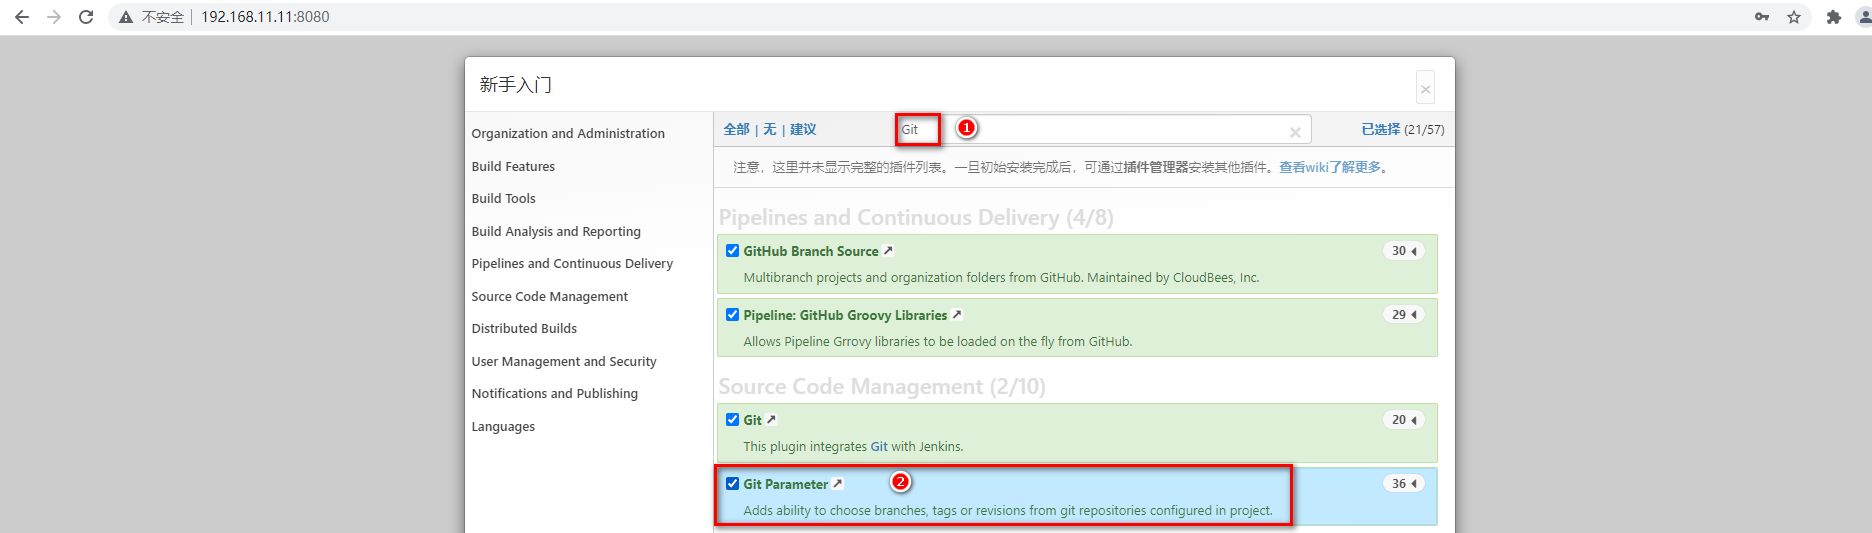 不安全 | 192.168.11.11:8080
新手入门
×
Organization and Administration
Build Features
Build Tools
Build Analysis and Reporting
Pipelines and Continuous Delivery
Source Code Management
Distributed Builds
User Management and Security
Notifications and Publishing
Languages
全部 | 无 | 建议
Git
1
×
已选择 (21/57)
注意，这里并未显示完整的插件列表。一旦初始安装完成后，可通过插件管理器安装其他插件。查看wiki了解更多。
Pipelines and Continuous Delivery (4/8)
GitHub Branch Source
30
Multibranch projects and organization folders from GitHub. Maintained by CloudBees, Inc.
Pipeline: GitHub Groovy Libraries
29
Allows Pipeline Grrovy libraries to be loaded on the fly from GitHub.
Source Code Management (2/10)
Git
20
This plugin integrates Git with Jenkins.
Git Parameter
2
36
Adds ability to choose branches, tags or revisions from git repositories configured in project.